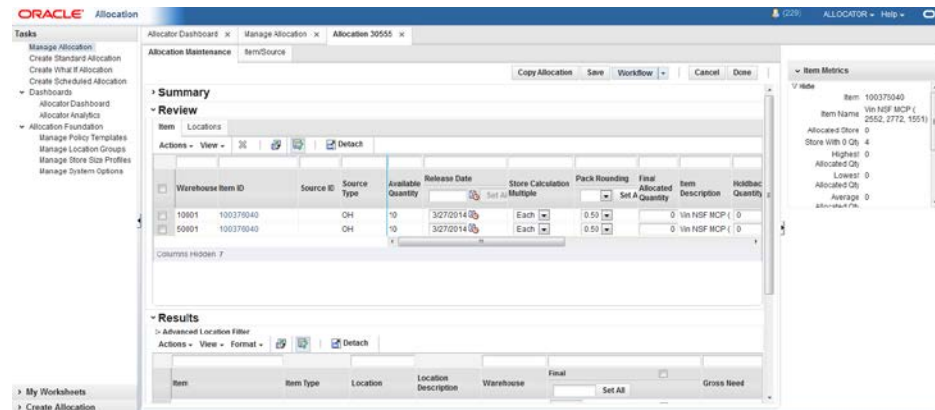 ORACLE Allocation
(229) ALLOCATOR Help
Tasks
Manage Allocation
Create Standard Allocation
Create What If Allocation
Create Scheduled Allocation
Dashboards
Allocator Dashboard
Allocator Analytics
Allocation Foundation
Manage Policy Templates
Manage Location Groups
Manage Store Size Profiles
Manage System Options
My Worksheets
Create Allocation
Allocator Dashboard x Manage Allocation x Allocation 30555 x
Allocation Maintenance Item/Source
Copy Allocation Save Workflow Cancel Done
Summary
Review
Item Locations
Actions View Detach
Warehouse Item ID Source ID Source Type Available Quantity Release Date Set All Store Calculation Multiple Pack Rounding Set A Final Allocated Quantity Item Description Holdback Quantity
10001 100376040 OH 10 3/27/2014 Each 0.50 0 Vin NSF MCP ( 0
50001 100376040 OH 10 3/27/2014 Each 0.50 0 Vin NSF MCP ( 0
Columns Hidden 7
Results
> Advanced Location Filter
Actions View Format Detach
Item Item Type Location Location Description Warehouse Final Set All Gross Need
Item Metrics
Hide
Item 100375040
Item Name Vin NSF MCP (
2552, 2772, 1551)
Allocated Store 0
Store With 0 Qty 4
Highest 0
Allocated Qty
Lowest 0
Allocated Qty
Average 0
Allocated Qty